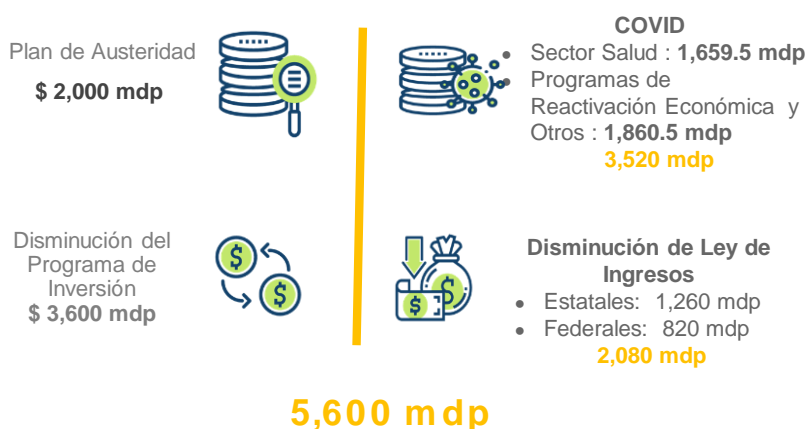 Plan de Austeridad
$ 2,000 mdp
Disminución del
Programa de
Inversión
$ 3,600 mdp
COVID
• Sector Salud : 1,659.5 mdp
• Programas de
Reactivación Económica y
Otros : 1,860.5 mdp
3,520 mdp
Disminución de Ley de
Ingresos
• Estatales: 1,260 mdp
• Federales: 820 mdp
2,080 mdp
5,600 mdp